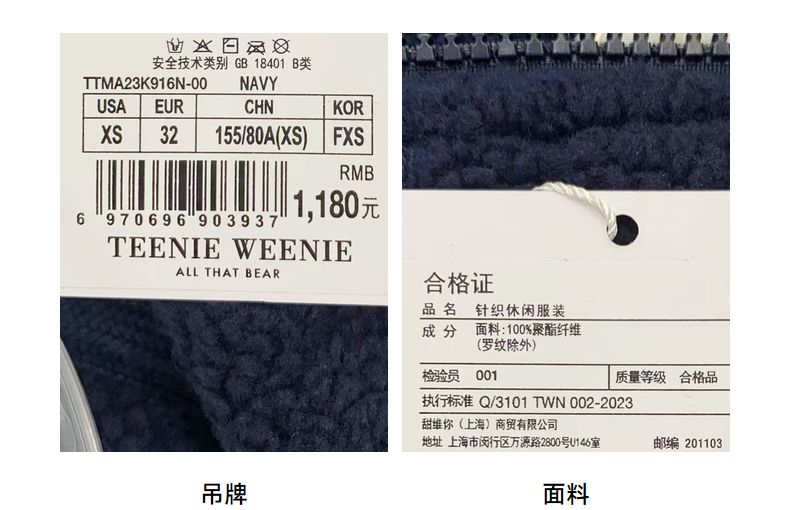 安全技术类别 GB 18401 B类
TTMA23K916N-00 NAVY
USA EUR CHN KOR
XS 32 155/80A(XS) FXS
RMB
1,180元
6 970696 903937
TEENIE WEENIE
ALL THAT BEAR
吊牌
合格证
品名 针织休闲服装
成分 面料:100%聚酯纤维
(罗纹除外)
检验员 001 质量等级 合格品
执行标准 Q/3101 TWN 002-2023
甜维你（上海）商贸有限公司
地址 上海市闵行区万源路2800号U146室 邮编 201103
面料